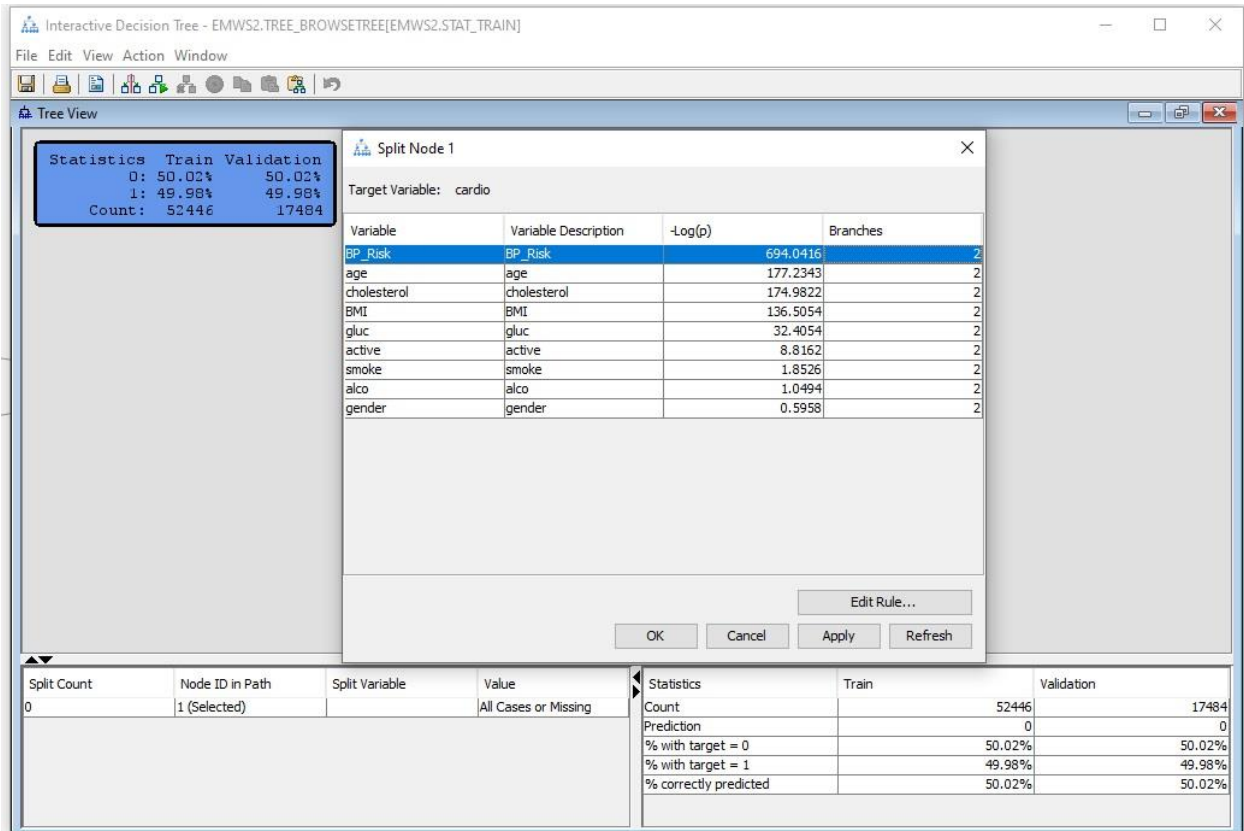 Interactive Decision Tree - EMWS2.TREE_BROWSETREE[EMWS2.STAT_TRAIN]
File Edit View Action Window
Tree View
Statistics Train Validation
0: 50.02% 50.02%
1: 49.98% 49.98%
Count: 52446 17484
Split Node 1
Target Variable: cardio
Variable Variable Description -Log(p) Branches
BP_Risk BP_Risk 694.0416 2
age age 177.2343 2
cholesterol cholesterol 174.9822 2
BMI BMI 136.5054 2
gluc gluc 32.4054 2
active active 8.8162 2
smoke smoke 1.8526 2
alco alco 1.0494 2
gender gender 0.5958 2
Edit Rule...
OK Cancel Apply Refresh
Split Count Node ID in Path Split Variable Value
0 1 (Selected) All Cases or Missing
Statistics Train Validation
Count 52446 17484
Prediction 0 0
% with target = 0 50.02% 50.02%
% with target = 1 49.98% 49.98%
% correctly predicted 50.02% 50.02%